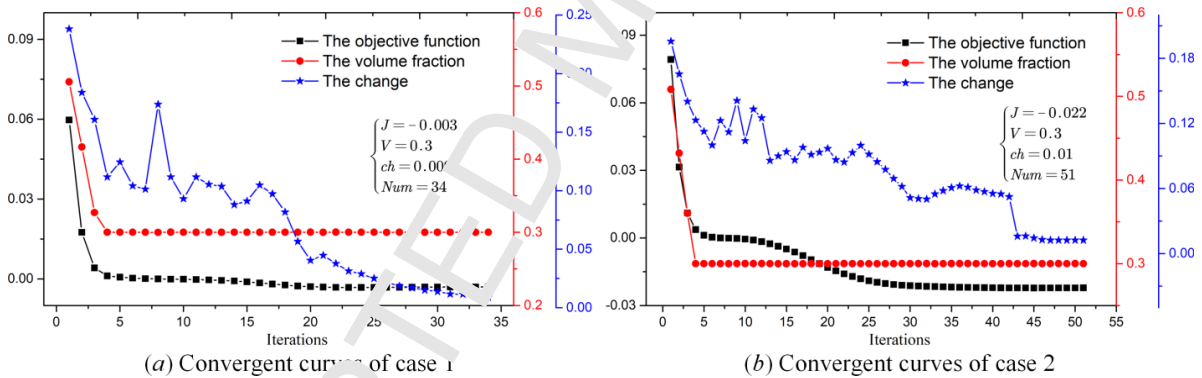 0.09
0.06
0.03
0.00
0.6
0.5
0.4
0.3
0.2
0.25
0.15
0.10
0.05
0.00
The objective function
The volume fraction
The change
J = − 0.003
V = 0.3
Num = 34
0 5 10 15 20 25 30 35
Iterations
(a) Convergent curves of case 1
0.09
0.06
0.03
0.00
-0.03
0.6
0.5
0.4
0.3
0.18
0.12
0.06
0.00
The objective function
The volume fraction
The change
J = − 0.022
V = 0.3
ch = 0.01
Num = 51
0 5 10 15 20 25 30 35 40 45 50 55
Iterations
(b) Convergent curves of case 2
PTED M